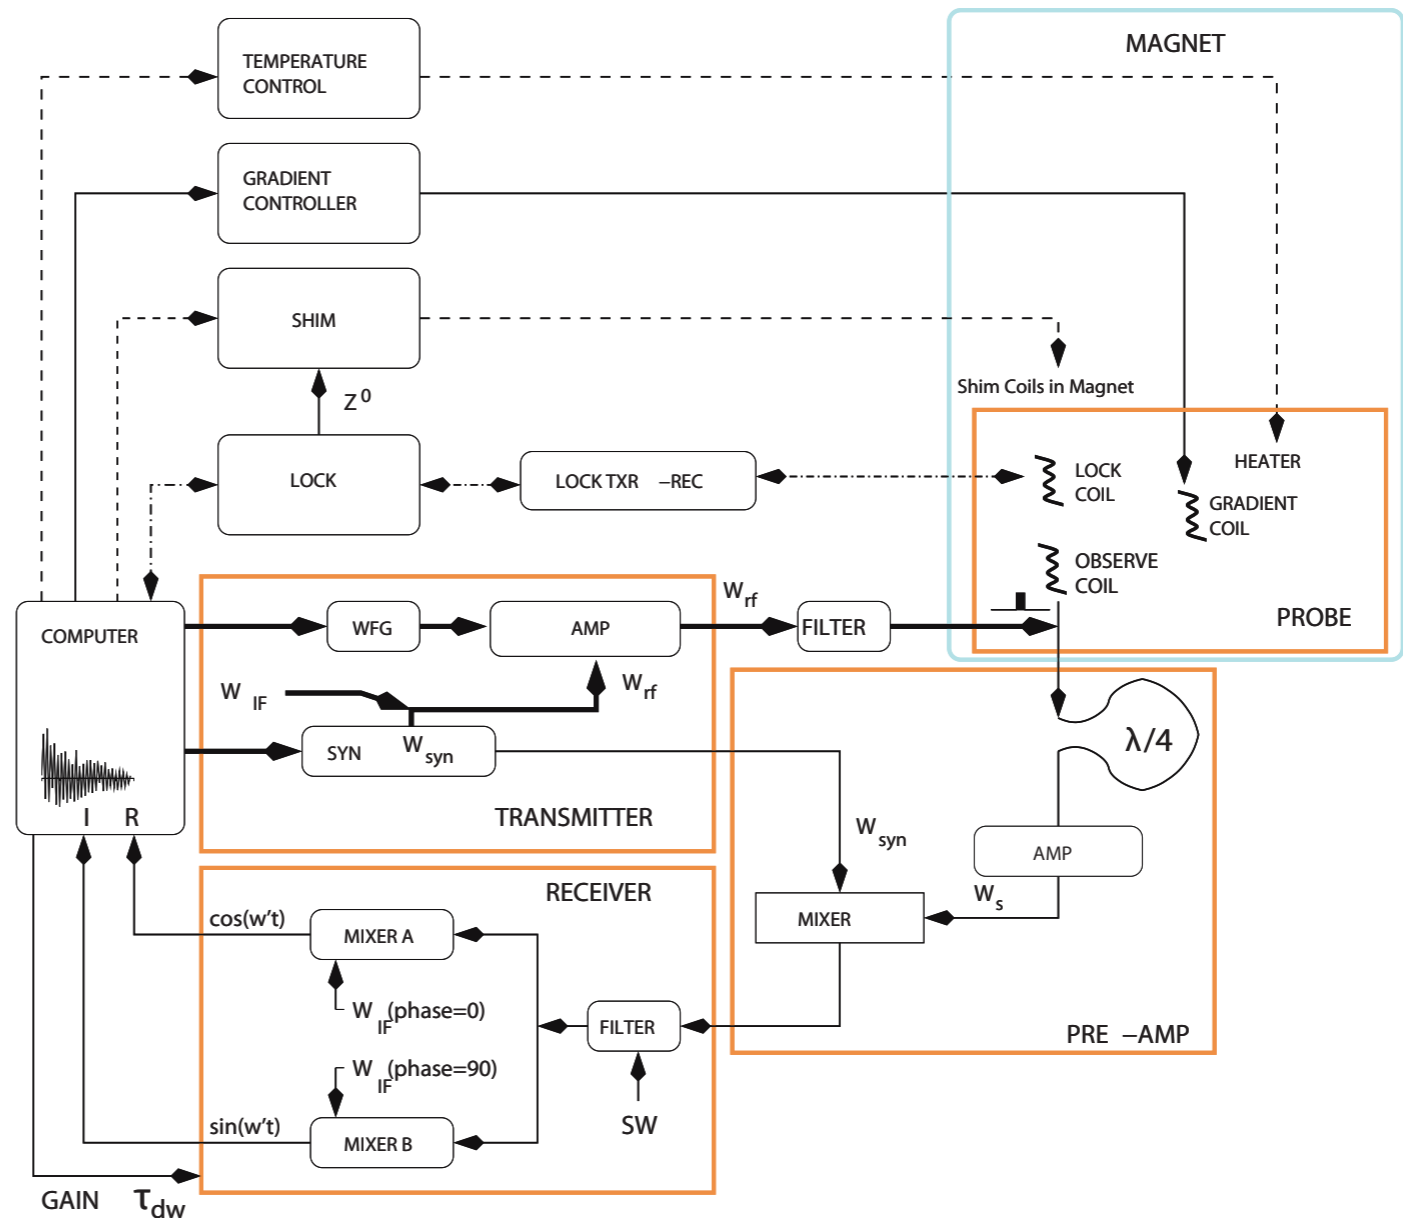 MAGNET
TEMPERATURE
CONTROL
GRADIENT
CONTROLLER
SHIM
Shim Coils in Magnet
Z⁰
LOCK
LOCK TXR –REC
LOCK
COIL
HEATER
GRADIENT
COIL
OBSERVE
COIL
PROBE
COMPUTER
WFG
AMP
W rf
FILTER
W IF
W rf
SYN
W syn
TRANSMITTER
λ/4
I R
W syn
AMP
W s
MIXER
PRE –AMP
RECEIVER
cos(w't)
MIXER A
W IF (phase=0)
FILTER
W IF (phase=90)
SW
sin(w't)
MIXER B
GAIN τ dw